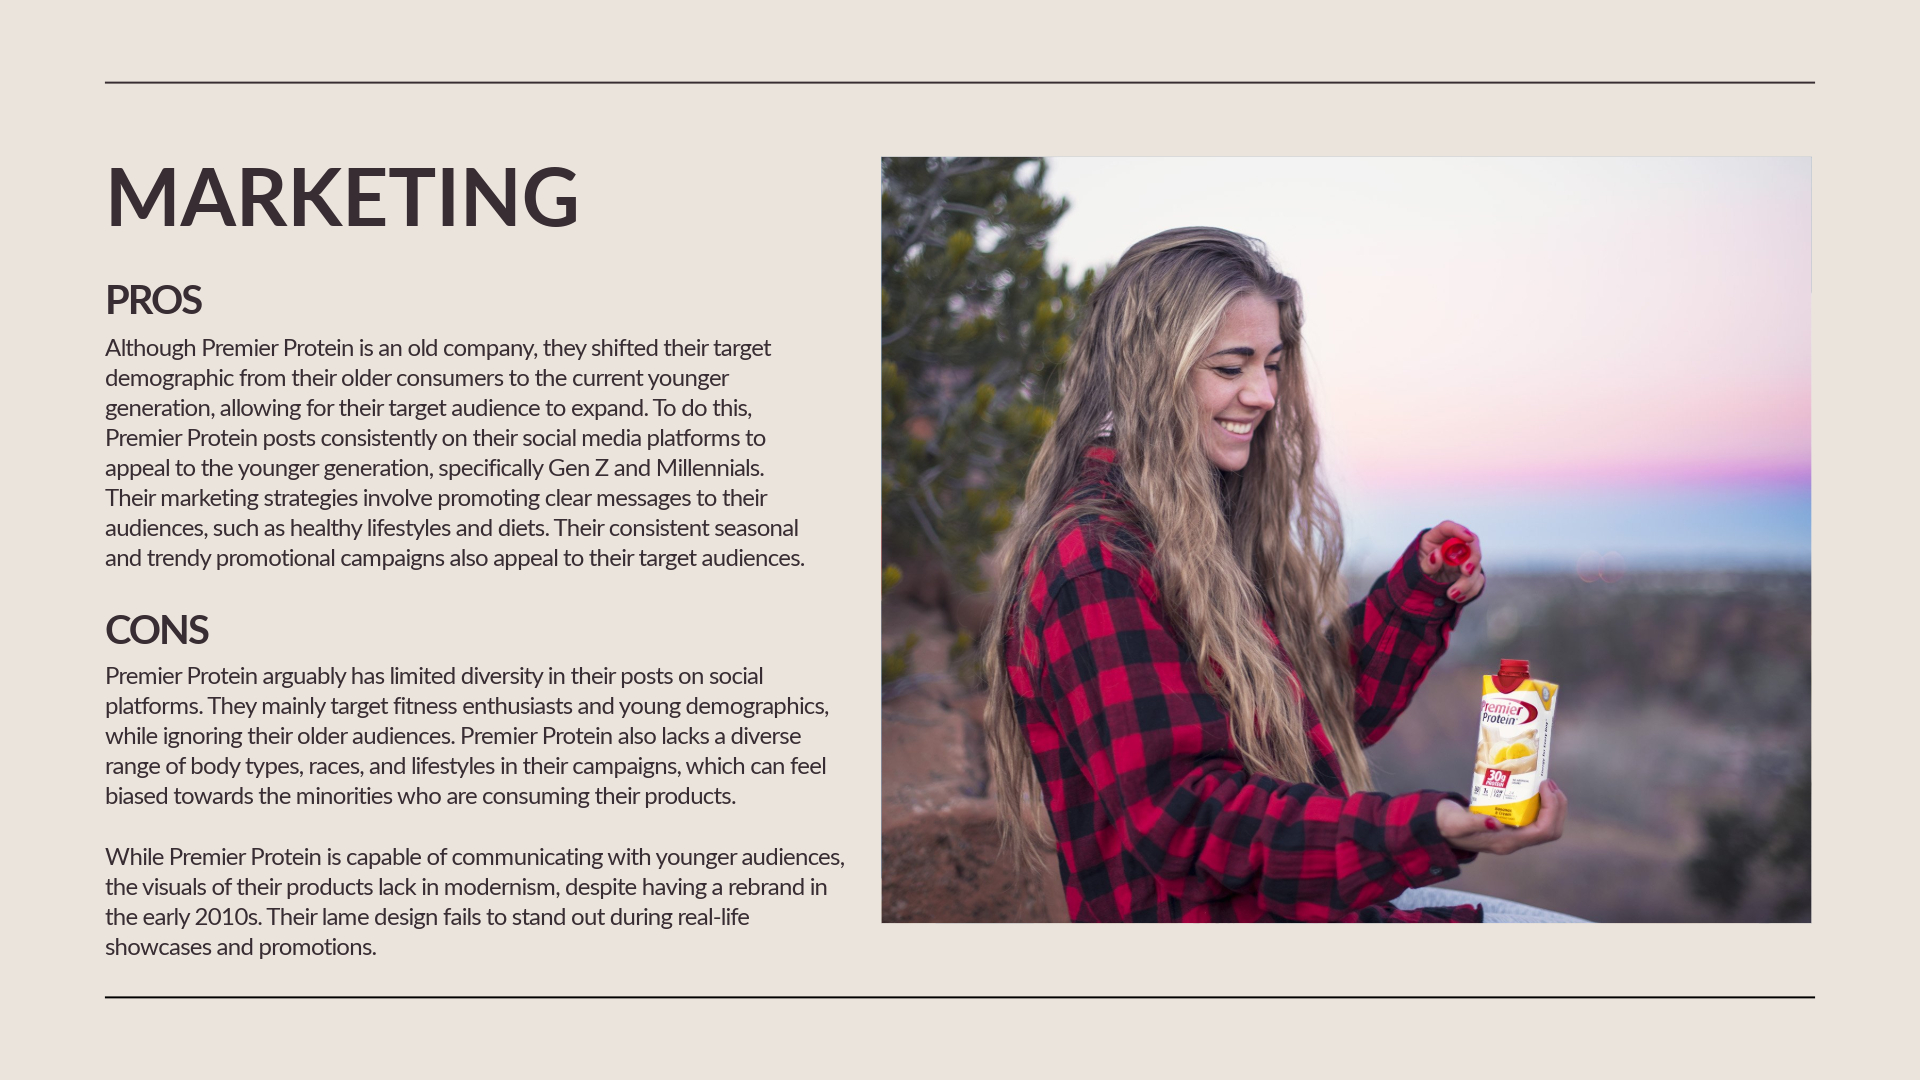 MARKETING
PROS
Although Premier Protein is an old company, they shifted their target
demographic from their older consumers to the current younger
generation, allowing for their target audience to expand. To do this,
Premier Protein posts consistently on their social media platforms to
appeal to the younger generation, specifically Gen Z and Millennials.
Their marketing strategies involve promoting clear messages to their
audiences, such as healthy lifestyles and diets. Their consistent seasonal
and trendy promotional campaigns also appeal to their target audiences.
CONS
Premier Protein arguably has limited diversity in their posts on social
platforms. They mainly target fitness enthusiasts and young demographics,
while ignoring their older audiences. Premier Protein also lacks a diverse
range of body types, races, and lifestyles in their campaigns, which can feel
biased towards the minorities who are consuming their products.
While Premier Protein is capable of communicating with younger audiences,
the visuals of their products lack in modernism, despite having a rebrand in
the early 2010s. Their lame design fails to stand out during real-life
showcases and promotions.
Premier
Protein
30g
PROTEIN